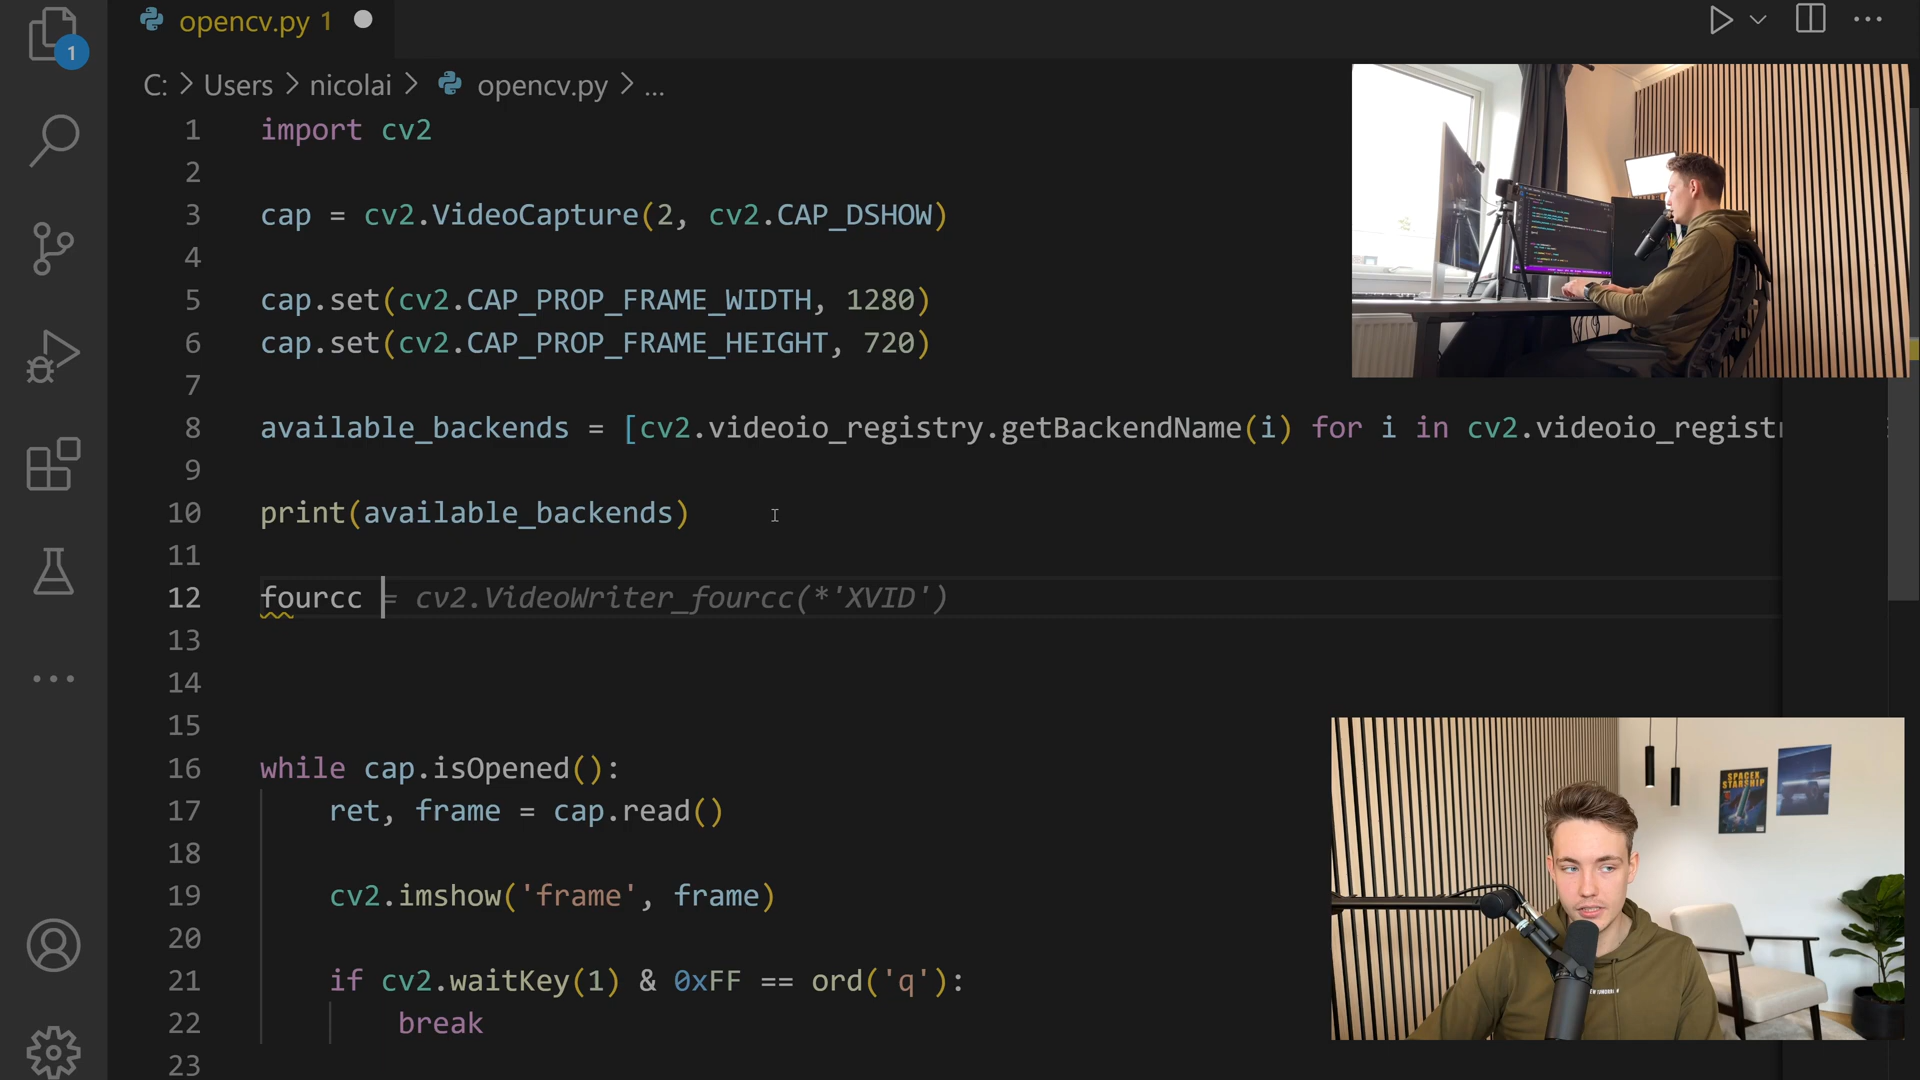 opencv.py 1
1
C: > Users > nicolai > opencv.py > ...
1 import cv2
2
3 cap = cv2.VideoCapture(2, cv2.CAP_DSHOW)
4
5 cap.set(cv2.CAP_PROP_FRAME_WIDTH, 1280)
6 cap.set(cv2.CAP_PROP_FRAME_HEIGHT, 720)
7
8 available_backends = [cv2.videoio_registry.getBackendName(i) for i in cv2.videoio_registr
9
10 print(available_backends)
11
12 fourcc = cv2.VideoWriter_fourcc(*'XVID')
13
14
15
16 while cap.isOpened():
17 ret, frame = cap.read()
18
19 cv2.imshow('frame', frame)
20
21 if cv2.waitKey(1) & 0xFF == ord('q'):
22 break
23
SPACEX
STARSHIP